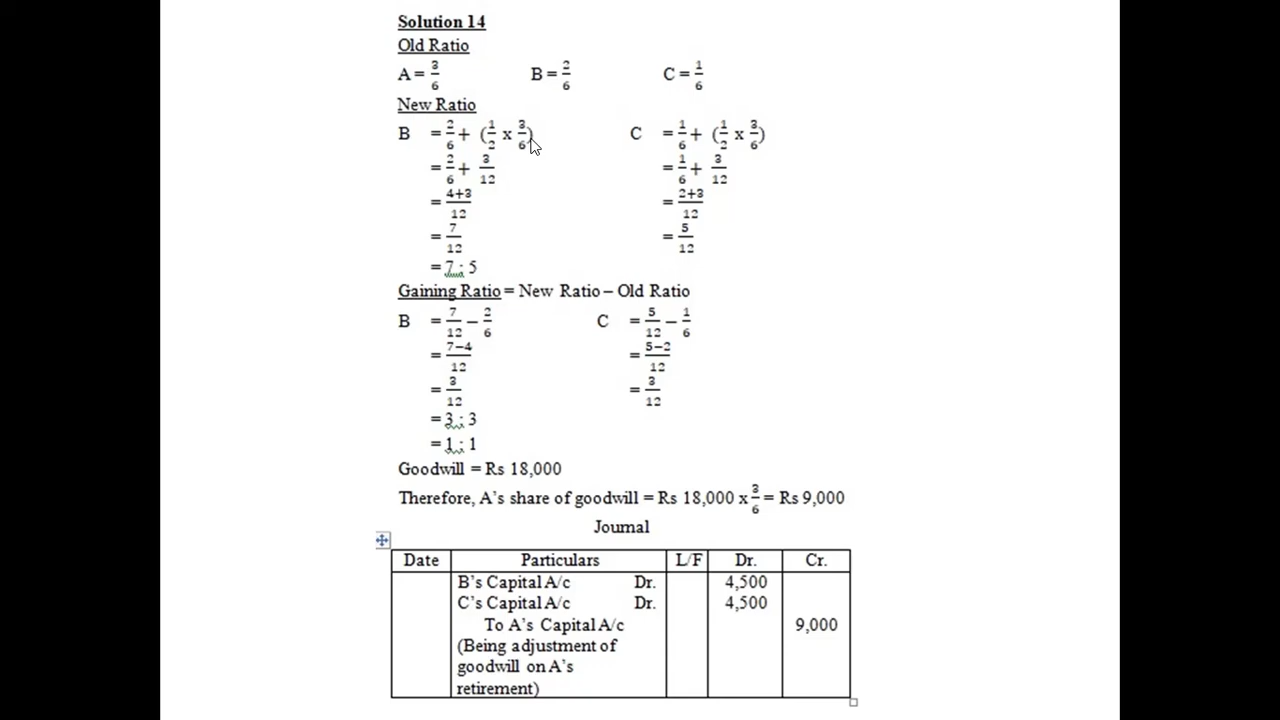 Solution 14
Old Ratio
A = 3/6 B = 2/6 C = 1/6
New Ratio
B = 2/6 + (1/2 x 3/6) C = 1/6 + (1/2 x 3/6)
= 2/6 + 3/12 = 1/6 + 3/12
= 4+3/12 = 2+3/12
= 7/12 = 5/12
= 7 : 5
Gaining Ratio = New Ratio – Old Ratio
B = 7/12 – 2/6 C = 5/12 – 1/6
= 7–4/12 = 5–2/12
= 3/12 = 3/12
= 3 : 3
= 1 : 1
Goodwill = Rs 18,000
Therefore, A's share of goodwill = Rs 18,000 x 3/6 = Rs 9,000
Journal
Date Particulars L/F Dr. Cr.
B's Capital A/c Dr. 4,500
C's Capital A/c Dr. 4,500
To A's Capital A/c 9,000
(Being adjustment of
goodwill on A's
retirement)